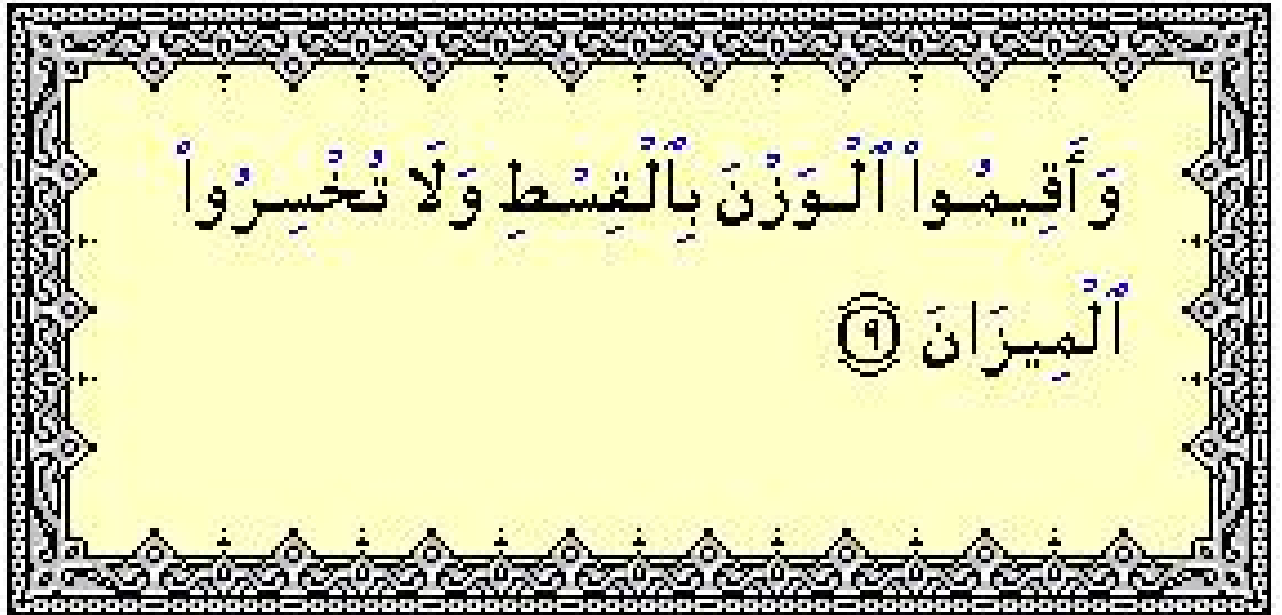 وَأَقِيمُوا۟ ٱلْوَزْنَ بِٱلْقِسْطِ وَلَا تُخْسِرُوا۟
ٱلْمِيزَانَ ٩